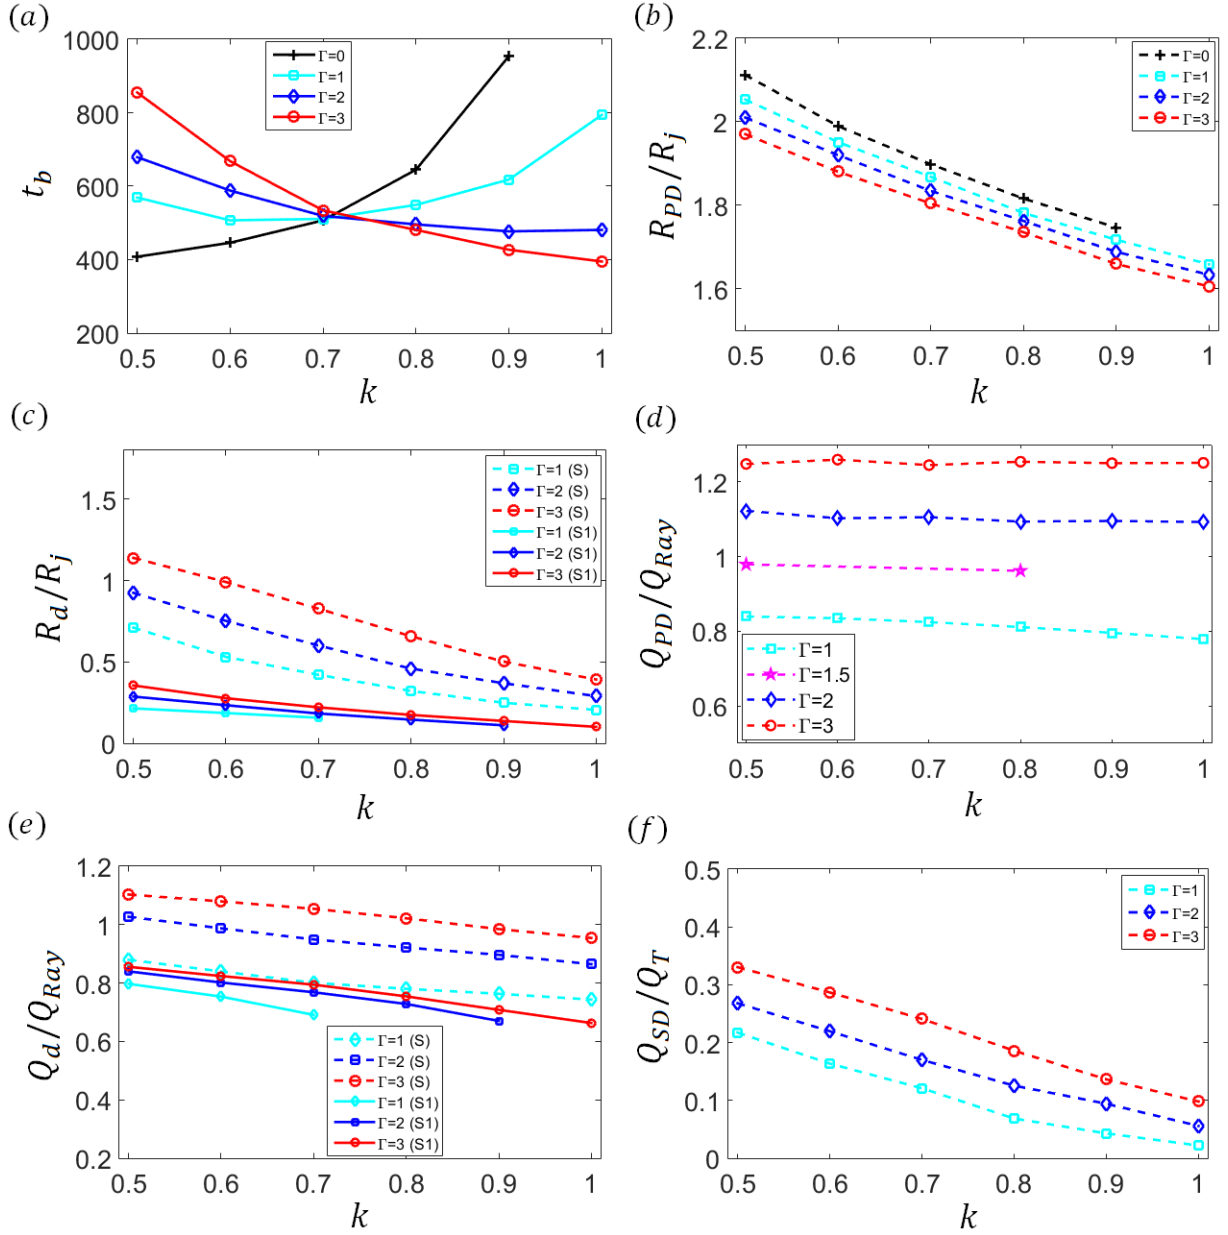 (a)
1000
800
600
400
200
t_b
Γ=0
Γ=1
Γ=2
Γ=3
0.5 0.6 0.7 0.8 0.9 1
k
(b)
2.2
2
1.8
1.6
R_PD/R_j
Γ=0
Γ=1
Γ=2
Γ=3
0.5 0.6 0.7 0.8 0.9 1
k
(c)
1.5
1
0.5
0
R_d/R_j
Γ=1 (S)
Γ=2 (S)
Γ=3 (S)
Γ=1 (S1)
Γ=2 (S1)
Γ=3 (S1)
0.5 0.6 0.7 0.8 0.9 1
k
(d)
1.2
1
0.8
0.6
Q_PD/Q_Ray
Γ=1
Γ=1.5
Γ=2
Γ=3
0.5 0.6 0.7 0.8 0.9 1
k
(e)
1.2
1
0.8
0.6
0.4
0.2
Q_d/Q_Ray
Γ=1 (S)
Γ=2 (S)
Γ=3 (S)
Γ=1 (S1)
Γ=2 (S1)
Γ=3 (S1)
0.5 0.6 0.7 0.8 0.9 1
k
(f)
0.5
0.4
0.3
0.2
0.1
0
Q_SD/Q_T
Γ=1
Γ=2
Γ=3
0.5 0.6 0.7 0.8 0.9 1
k